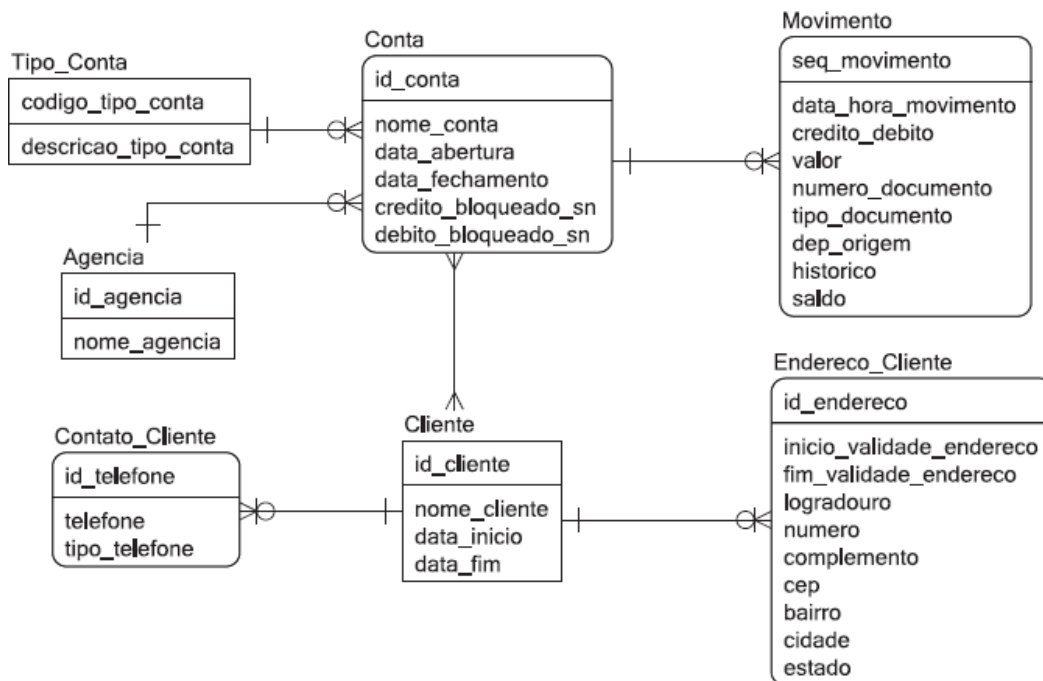 Tipo_Conta
codigo_tipo_conta
descricao_tipo_conta
Conta
id_conta
nome_conta
data_abertura
data_fechamento
credito_bloqueado_sn
debito_bloqueado_sn
Movimento
seq_movimento
data_hora_movimento
credito_debito
valor
numero_documento
tipo_documento
dep_origem
historico
saldo
Agencia
id_agencia
nome_agencia
Contato_Cliente
id_telefone
telefone
tipo_telefone
Cliente
id_cliente
nome_cliente
data_inicio
data_fim
Endereco_Cliente
id_endereco
inicio_validade_endereco
fim_validade_endereco
logradouro
numero
complemento
cep
bairro
cidade
estado